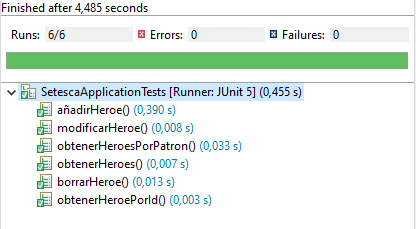 Finished after 4,485 seconds
Runs: 6/6 Errors: 0 Failures: 0
SetescaApplicationTests [Runner: JUnit 5] (0,455 s)
añadirHeroe() (0,390 s)
modificarHeroe() (0,008 s)
obtenerHeroesPorPatron() (0,033 s)
obtenerHeroes() (0,007 s)
borrarHeroe() (0,013 s)
obtenerHeroePorId() (0,003 s)